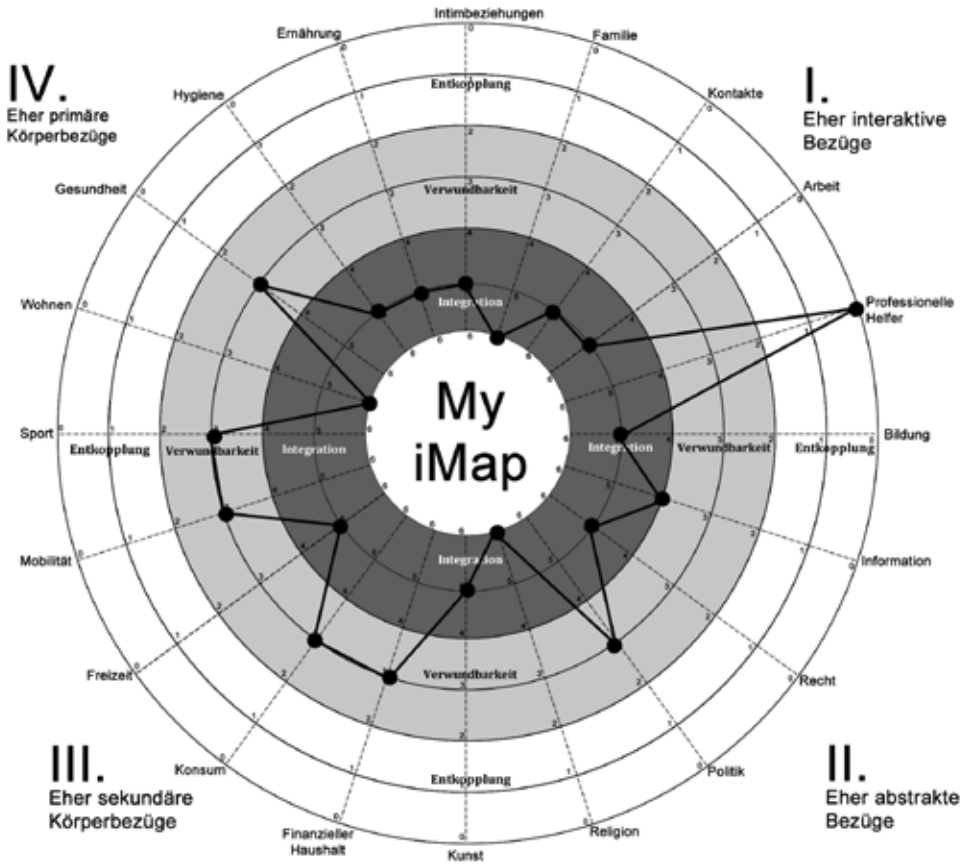 Intimbeziehungen
Familie
Kontakte
Arbeit
Professionelle
Helfer
Bildung
Information
Recht
Politik
Religion
Kunst
Finanzieller
Haushalt
Konsum
Freizeit
Mobilität
Sport
Wohnen
Gesundheit
Hygiene
Ernährung
I.
Eher interaktive
Bezüge
II.
Eher abstrakte
Bezüge
III.
Eher sekundäre
Körperbezüge
IV.
Eher primäre
Körperbezüge
Entkopplung
Verwundbarkeit
Integration
My
iMap
Entkopplung
Verwundbarkeit
Integration
Integration
Verwundbarkeit
Entkopplung
Integration
Verwundbarkeit
Entkopplung